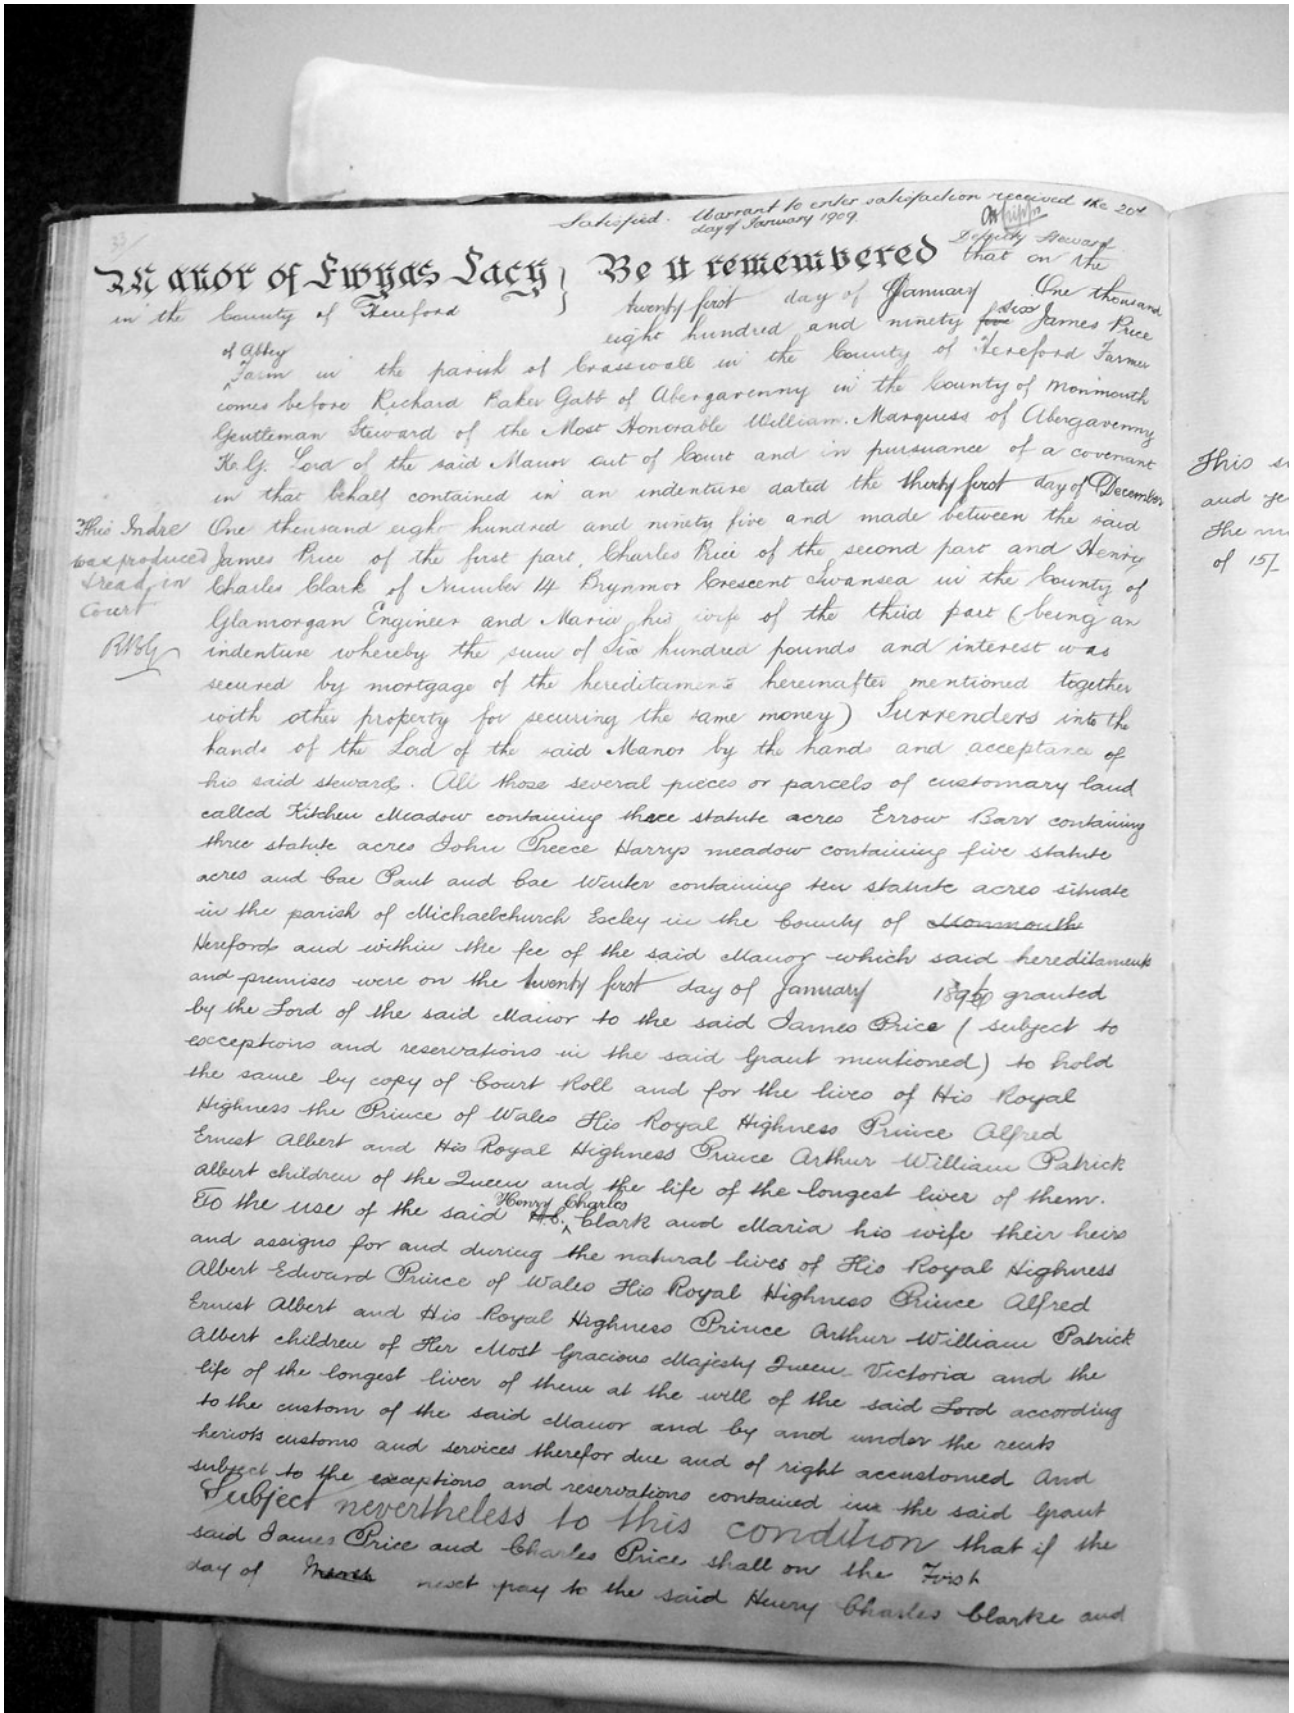 33/
Satisfied. Warrant to enter satisfaction received the 20th
day of January 1909.
Deputy Steward
Manor of Ewyas Lacy } Be it remembered that on the
in the County of Hereford twenty first day of January One thousand
eight hundred and ninety five six James Price
of Abbey
Farm in the parish of Crasswall in the County of Hereford Farmer
comes before Richard Baker Gabb of Abergavenny in the County of Monmouth
Gentleman Steward of the Most Honorable William Marquess of Abergavenny
K.G. Lord of the said Manor out of Court and in pursuance of a covenant
in that behalf contained in an indenture dated the thirty first day of December
One thousand eight hundred and ninety five and made between the said
James Price of the first part, Charles Price of the second part and Henry
Charles Clark of Number 14 Brynmor Crescent Swansea in the County of
Glamorgan Engineer and Maria his wife of the third part (being an
indenture whereby the sum of Six hundred pounds and interest was
secured by mortgage of the hereditaments hereinafter mentioned together
with other property for securing the same money) Surrenders into the
hands of the Lord of the said Manor by the hands and acceptance of
his said steward. All those several pieces or parcels of customary land
called Kitchen Meadow containing three statute acres Errow Barr containing
three statute acres John Preece Harrys meadow containing five statute
acres and Cae Pant and Cae Winter containing ten statute acres situate
in the parish of Michaelchurch Escley in the County of Monmouth
Hereford and within the fee of the said Manor which said hereditaments
and premises were on the twenty first day of January 1896 granted
by the Lord of the said Manor to the said James Price (subject to
exceptions and reservations in the said Grant mentioned) to hold
the same by copy of Court Roll and for the lives of His Royal
Highness the Prince of Wales His Royal Highness Prince Alfred
Ernest Albert and His Royal Highness Prince Arthur William Patrick
Albert children of the Queen and the life of the longest liver of them.
To the use of the said H.C. Henry Charles Clark and Maria his wife their heirs
and assigns for and during the natural lives of His Royal Highness
Albert Edward Prince of Wales His Royal Highness Prince Alfred
Ernest Albert and His Royal Highness Prince Arthur William Patrick
Albert children of Her Most Gracious Majesty Queen Victoria and the
life of the longest liver of them at the will of the said Lord according
to the custom of the said Manor and by and under the rents
heriots customs and services therefor due and of right accustomed And
subject to the exceptions and reservations contained in the said Grant
Subject nevertheless to this condition that if the
said James Price and Charles Price shall on the First
day of March next pay to the said Henry Charles Clarke and
This Indre
was produced
& read in
Court
RBG
This
and
The
of 15/-